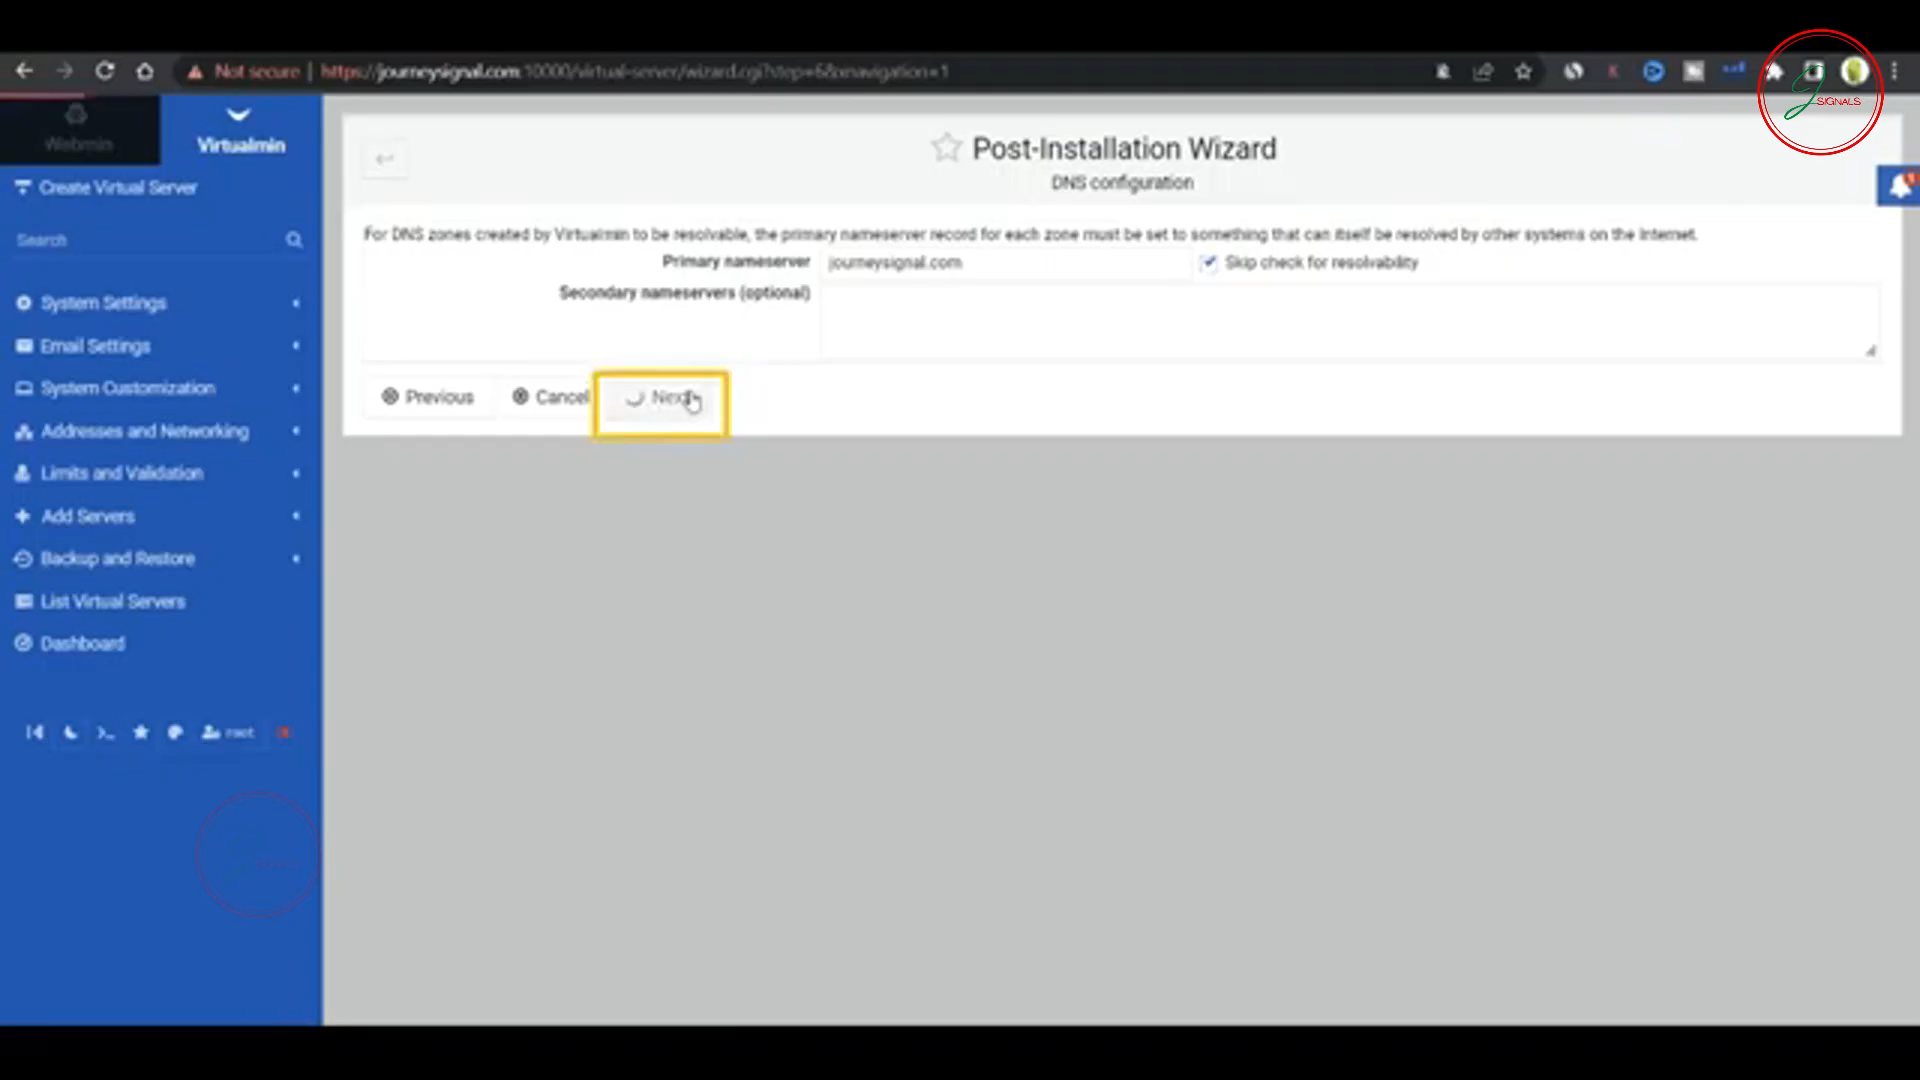 Not secure | https://journeysignal.com:10000/virtual-server/wizard.cgi?step=6&xnavigation=1
SIGNALS
Webmin
Virtualmin
Create Virtual Server
Search
System Settings
Email Settings
System Customization
Addresses and Networking
Limits and Validation
Add Servers
Backup and Restore
List Virtual Servers
Dashboard
root
Post-Installation Wizard
DNS configuration
For DNS zones created by Virtualmin to be resolvable, the primary nameserver record for each zone must be set to something that can itself be resolved by other systems on the Internet.
Primary nameserver journeysignal.com Skip check for resolvability
Secondary nameservers (optional)
Previous Cancel Next